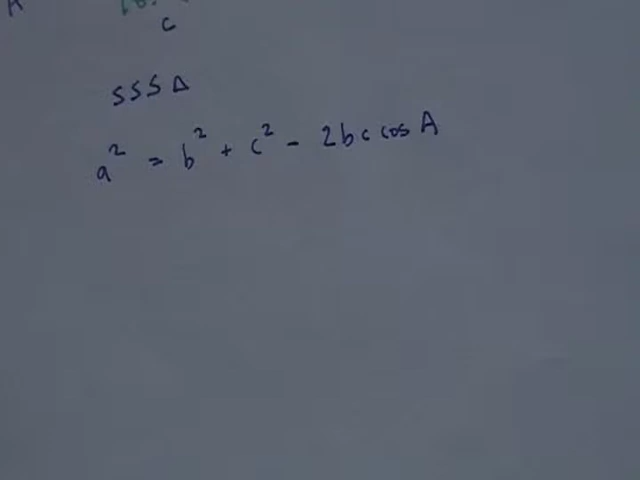 A
c
SSS Δ
a² = b² + c² - 2bc cos A